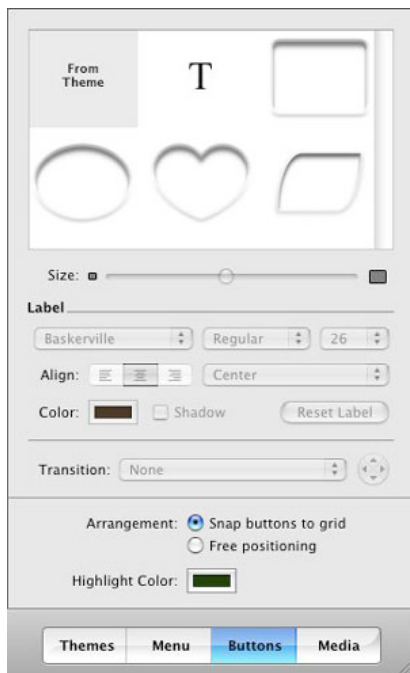 From
Theme
T
Size:
Label
Baskerville Regular 26
Align: Center
Color: Shadow Reset Label
Transition: None
Arrangement: Snap buttons to grid
Free positioning
Highlight Color:
Themes Menu Buttons Media